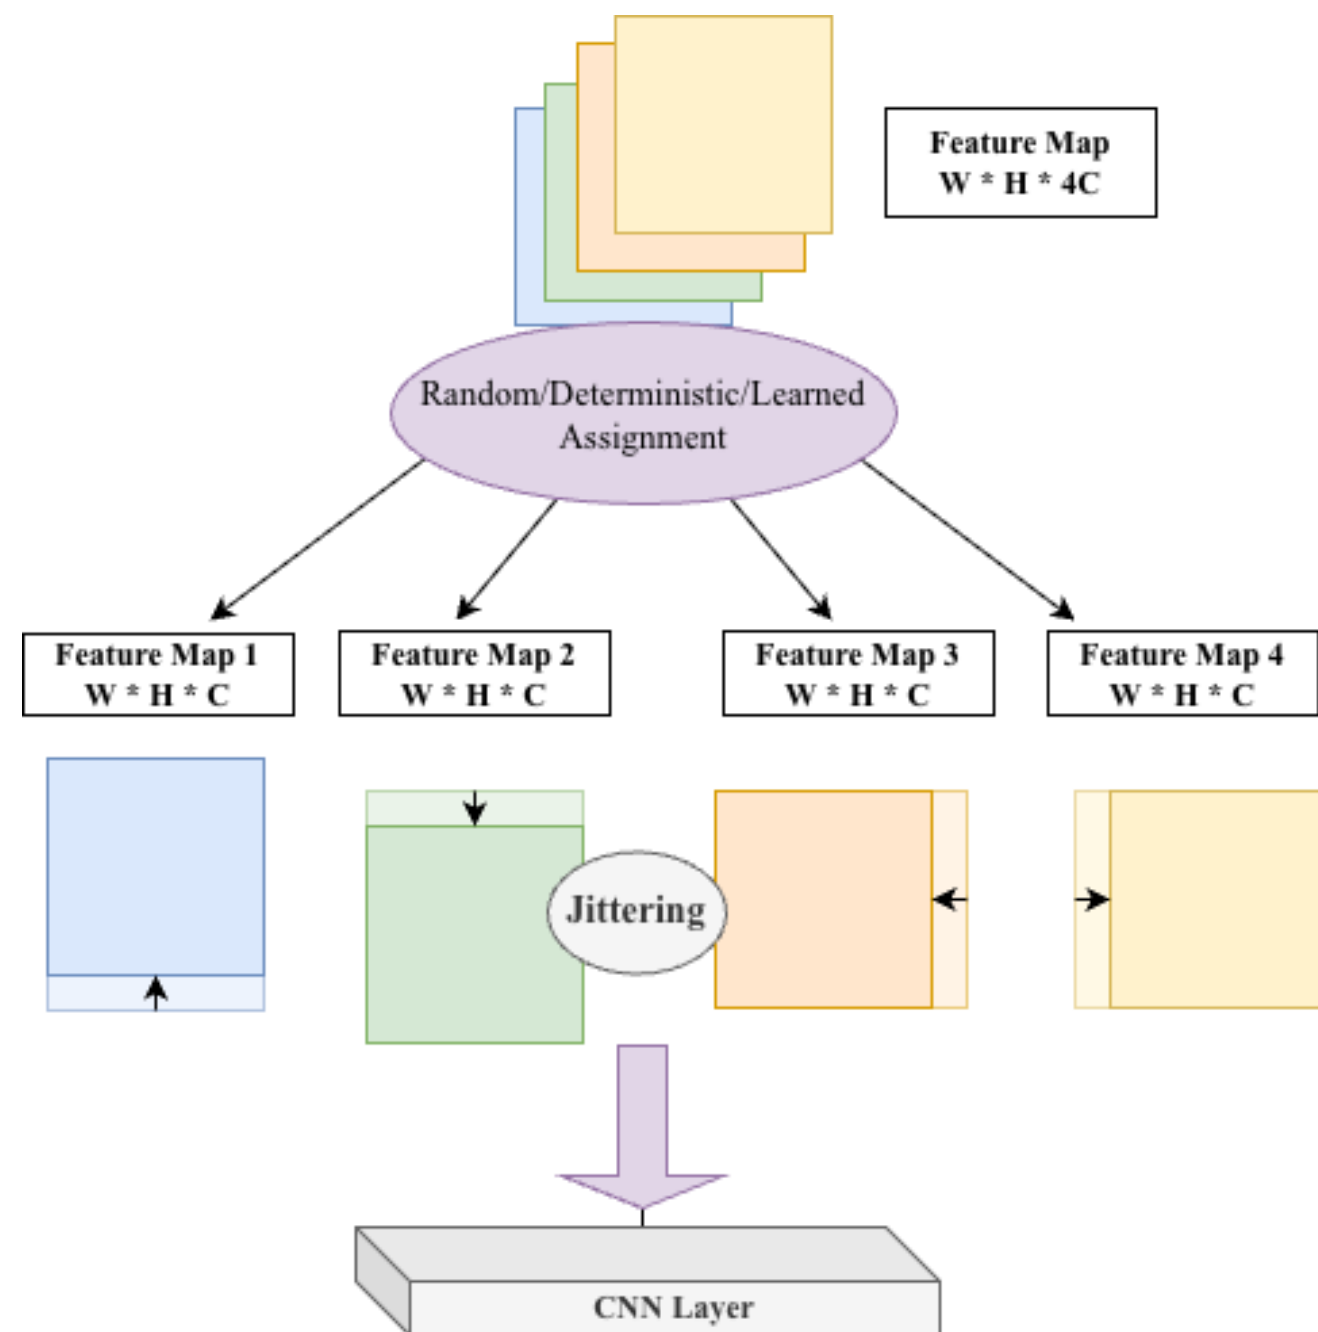 Feature Map
W * H * 4C
Random/Deterministic/Learned
Assignment
Feature Map 1
W * H * C
Feature Map 2
W * H * C
Feature Map 3
W * H * C
Feature Map 4
W * H * C
Jittering
CNN Layer